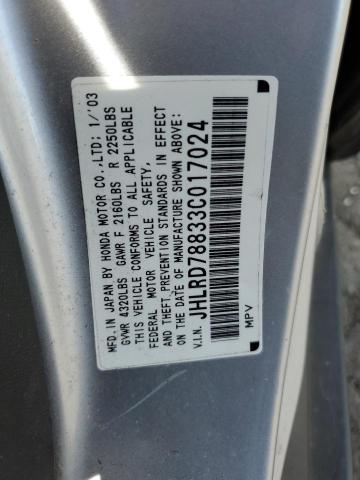 MFD. IN JAPAN BY HONDA MOTOR CO.,LTD: 1/'03
GVWR 4320LBS GAWR F 2160LBS R 2250LBS
THIS VEHICLE CONFORMS TO ALL APPLICABLE
FEDERAL MOTOR VEHICLE SAFETY,
AND THEFT PREVENTION STANDARDS IN EFFECT
ON THE DATE OF MANUFACTURE SHOWN ABOVE:
V.I.N. JHLRD78833C017024
MPV